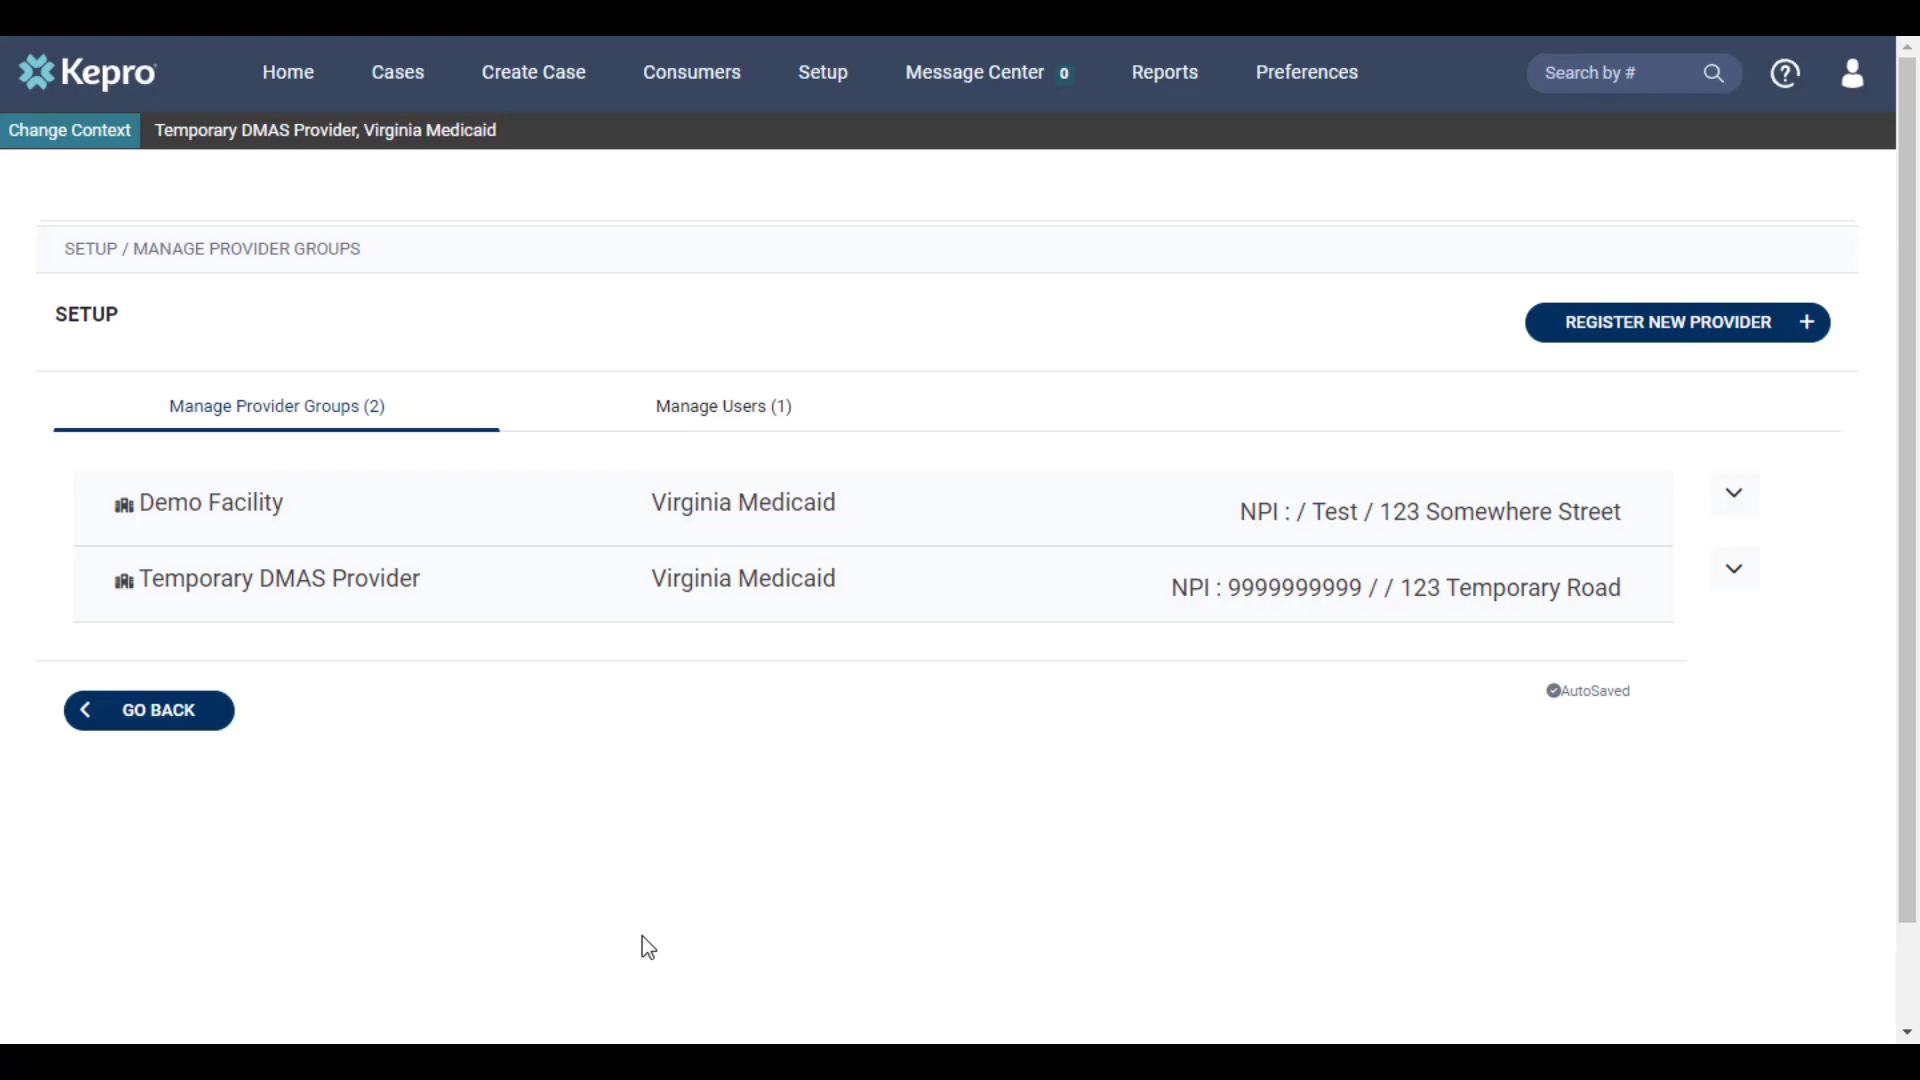 Kepro
Home Cases Create Case Consumers Setup Message Center 0 Reports Preferences Search by # ?
Change Context Temporary DMAS Provider, Virginia Medicaid
SETUP / MANAGE PROVIDER GROUPS
SETUP
REGISTER NEW PROVIDER +
Manage Provider Groups (2) Manage Users (1)
Demo Facility Virginia Medicaid NPI : / Test / 123 Somewhere Street
Temporary DMAS Provider Virginia Medicaid NPI : 9999999999 / / 123 Temporary Road
AutoSaved
GO BACK